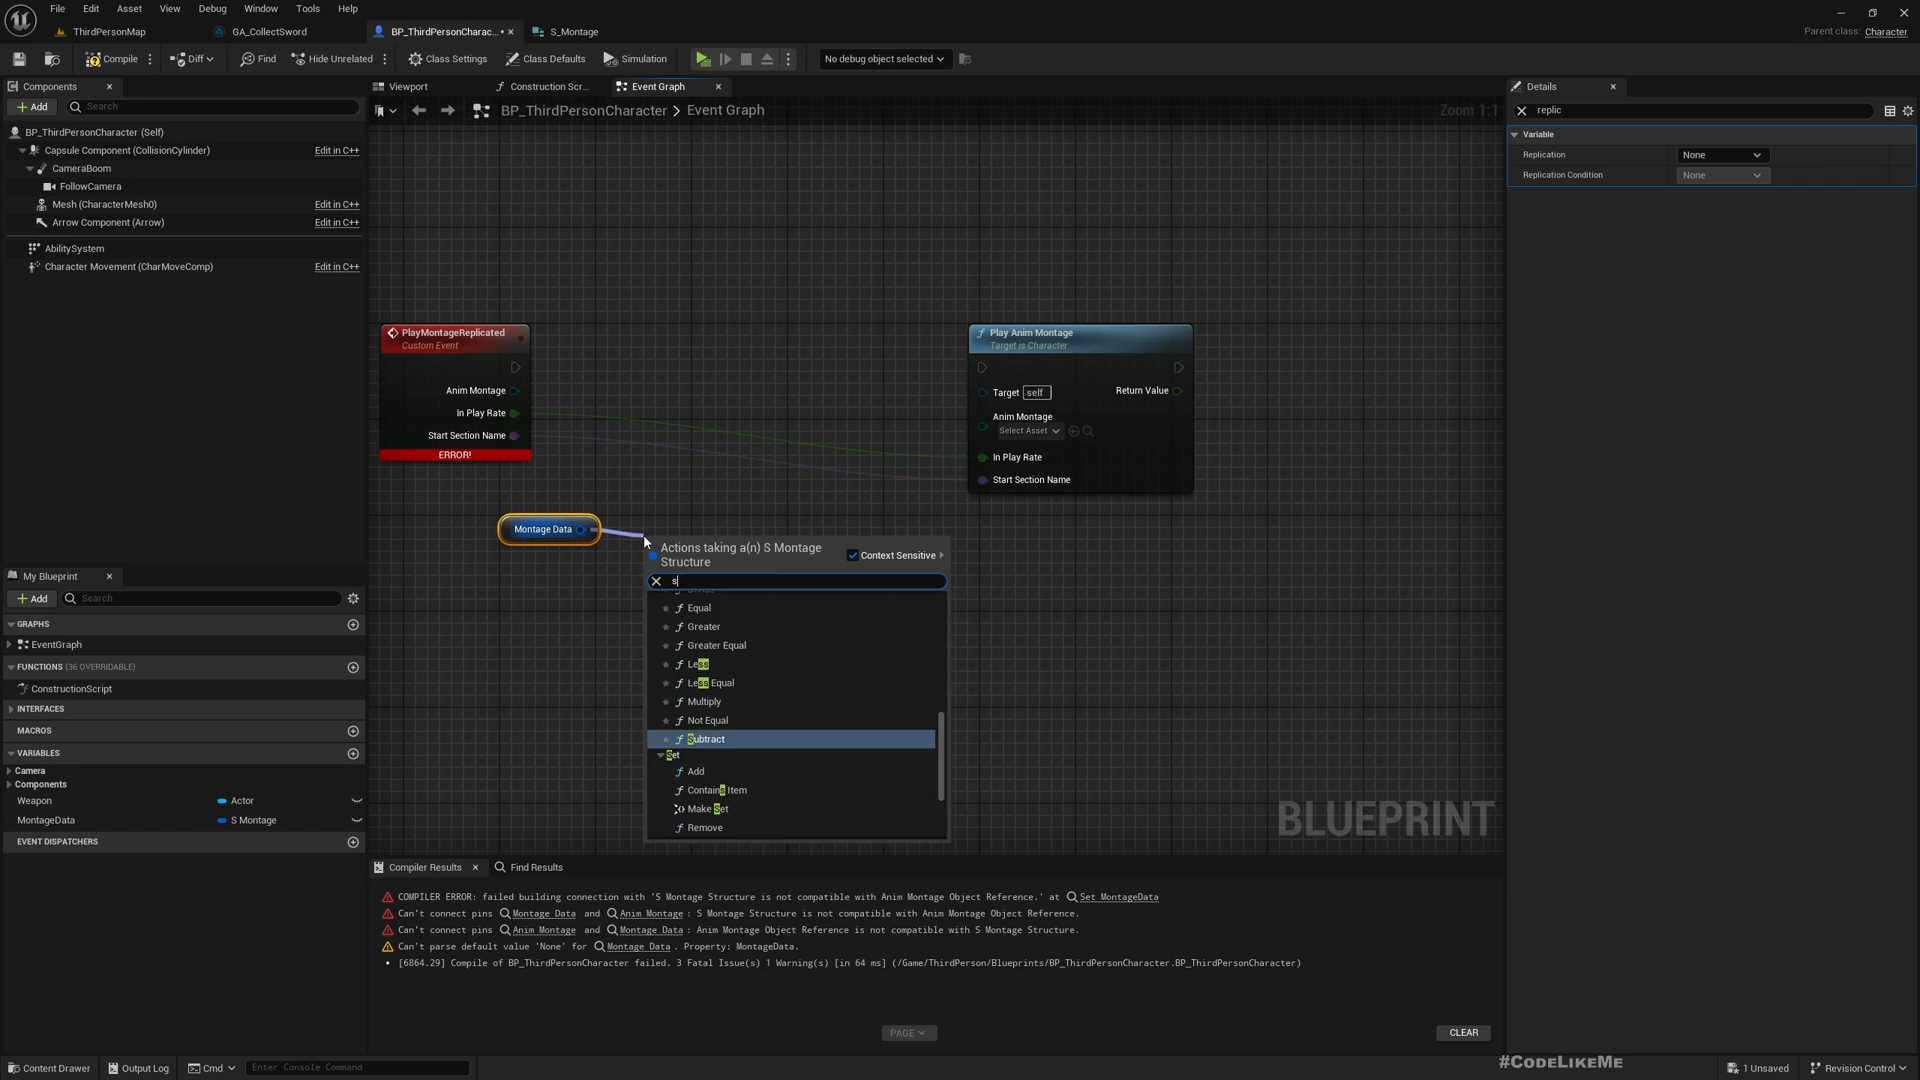 File Edit Asset View Debug Window Tools Help
ThirdPersonMap GA_CollectSword BP_ThirdPersonCharac... • S_Montage Parent class: Character
Compile Diff Find Hide Unrelated Class Settings Class Defaults Simulation No debug object selected
Components Viewport Construction Scr... Event Graph Details
Add Search BP_ThirdPersonCharacter > Event Graph Zoom 1:1 replic
BP_ThirdPersonCharacter (Self) Variable
Capsule Component (CollisionCylinder) Edit in C++ Replication None
CameraBoom Replication Condition None
FollowCamera
Mesh (CharacterMesh0) Edit in C++
Arrow Component (Arrow) Edit in C++
AbilitySystem
Character Movement (CharMoveComp) Edit in C++
PlayMontageReplicated
Custom Event
Anim Montage
In Play Rate
Start Section Name
ERROR!
Play Anim Montage
Target is Character
Target self Return Value
Anim Montage
Select Asset
In Play Rate
Start Section Name
Montage Data
Actions taking a(n) S Montage
Structure
Context Sensitive
s
Equal
Greater
Greater Equal
Less
Less Equal
Multiply
Not Equal
Subtract
Set
Add
Contains Item
Make Set
Remove
BLUEPRINT
My Blueprint
Add Search
GRAPHS
EventGraph
FUNCTIONS (36 OVERRIDABLE)
ConstructionScript
INTERFACES
MACROS
VARIABLES
Camera
Components
Weapon Actor
MontageData S Montage
EVENT DISPATCHERS
Compiler Results Find Results
COMPILER ERROR: failed building connection with 'S Montage Structure is not compatible with Anim Montage Object Reference.' at Set MontageData
Can't connect pins Montage Data and Anim Montage : S Montage Structure is not compatible with Anim Montage Object Reference.
Can't connect pins Anim Montage and Montage Data : Anim Montage Object Reference is not compatible with S Montage Structure.
Can't parse default value 'None' for Montage Data . Property: MontageData.
• [6864.29] Compile of BP_ThirdPersonCharacter failed. 3 Fatal Issue(s) 1 Warning(s) [in 64 ms] (/Game/ThirdPerson/Blueprints/BP_ThirdPersonCharacter.BP_ThirdPersonCharacter)
PAGE CLEAR
Content Drawer Output Log Cmd Enter Console Command #CODELIKEME 1 Unsaved Revision Control